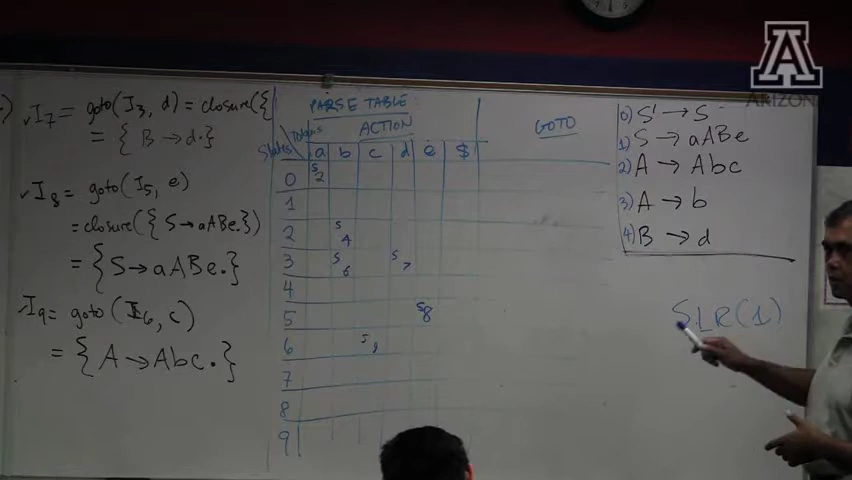 I7 = goto(I3, d) = closure({
= { B → d.}
I8 = goto(I5, e)
= closure({ S → aABe.})
= {S → aABe.}
I9 = goto(I6, c)
= { A → Abc.}
PARSE TABLE
Tokens ACTION GOTO
States a b c d e $
0 S2
1
2 S4
3 S6 S7
4
5 S8
6 S9
7
8
9
0) S' → S
1) S → aABe
2) A → Abc
3) A → b
4) B → d
SLR(1)
A
ARIZON